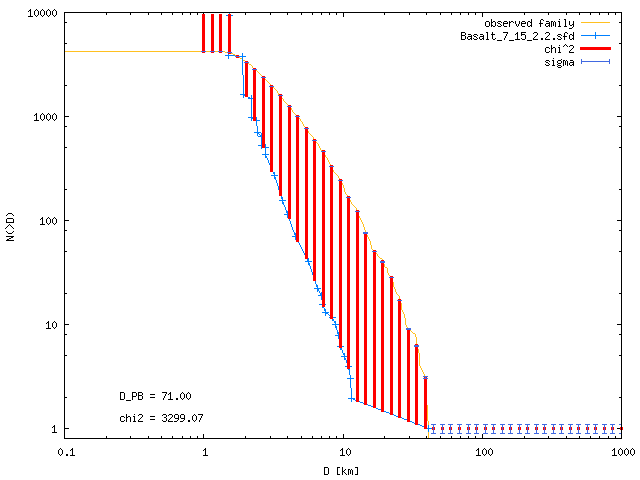 10000
1000
100
10
1
N(>D)
observed family
Basalt_7_15_2.2.sfd
chi^2
sigma
D_PB = 71.00
chi2 = 3299.07
0.1 1 10 100 1000
D [km]